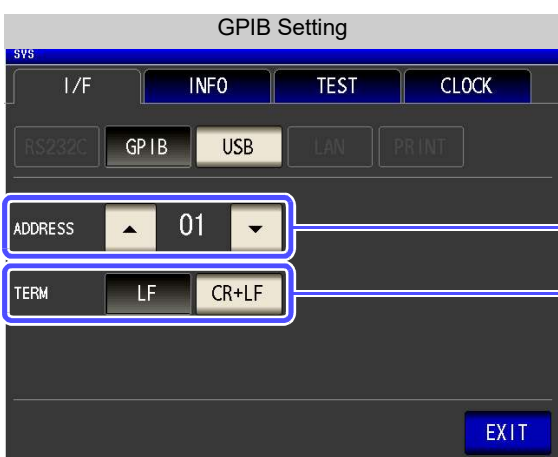 GPIB Setting
SYS
I/F INFO TEST CLOCK
RS232C GPIB USB LAN PRINT
ADDRESS 01
TERM LF CR+LF
EXIT